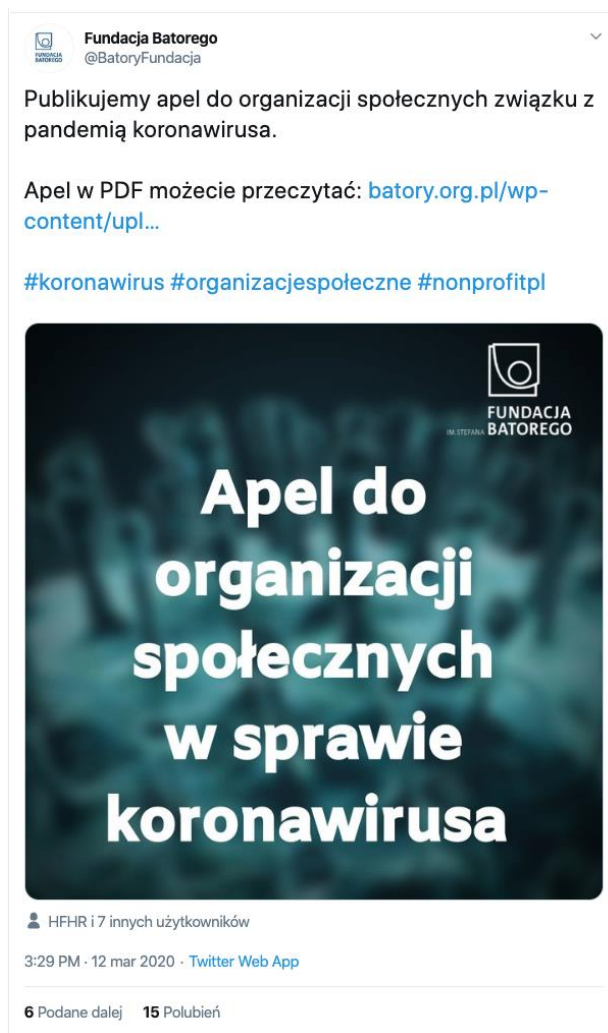 Fundacja Batorego
@BatoryFundacja
FUNDACJA
BATOREGO
Publikujemy apel do organizacji społecznych związku z
pandemią koronawirusa.
Apel w PDF możecie przeczytać: batory.org.pl/wp-
content/upl...
#koronawirus #organizacjespołeczne #nonprofitpl
FUNDACJA
IM. STEFANA BATOREGO
Apel do
organizacji
społecznych
w sprawie
koronawirusa
HFHR i 7 innych użytkowników
3:29 PM · 12 mar 2020 · Twitter Web App
6 Podane dalej 15 Polubień